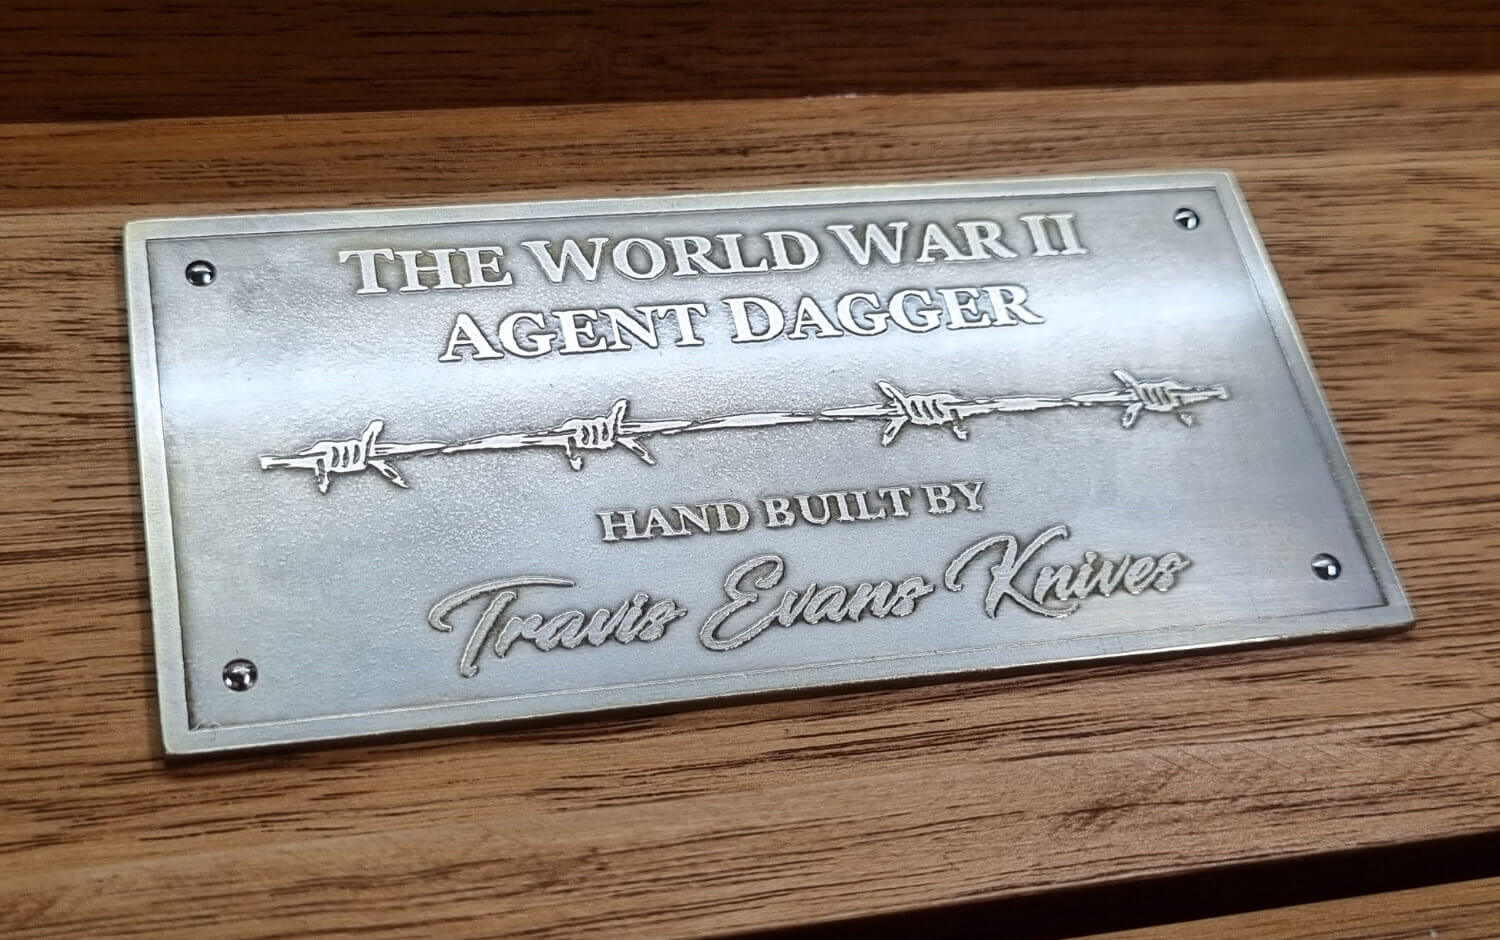 THE WORLD WAR II
AGENT DAGGER
HAND BUILT BY
Travis Evans Knives